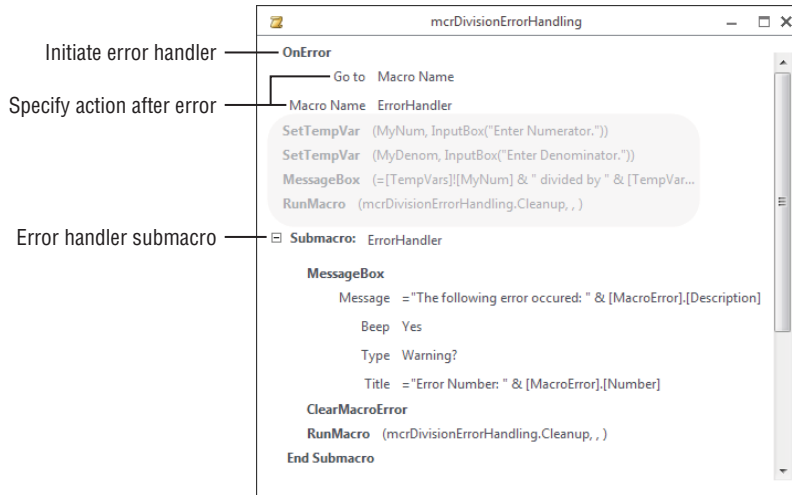 mcrDivisionErrorHandling
Initiate error handler
OnError
Go to Macro Name
Specify action after error
Macro Name ErrorHandler
SetTempVar (MyNum, InputBox("Enter Numerator."))
SetTempVar (MyDenom, InputBox("Enter Denominator."))
MessageBox (=[TempVars]![MyNum] & " divided by " & [TempVar...
RunMacro (mcrDivisionErrorHandling.Cleanup, , )
Error handler submacro
Submacro: ErrorHandler
MessageBox
Message ="The following error occured: " & [MacroError].[Description]
Beep Yes
Type Warning?
Title ="Error Number: " & [MacroError].[Number]
ClearMacroError
RunMacro (mcrDivisionErrorHandling.Cleanup, , )
End Submacro